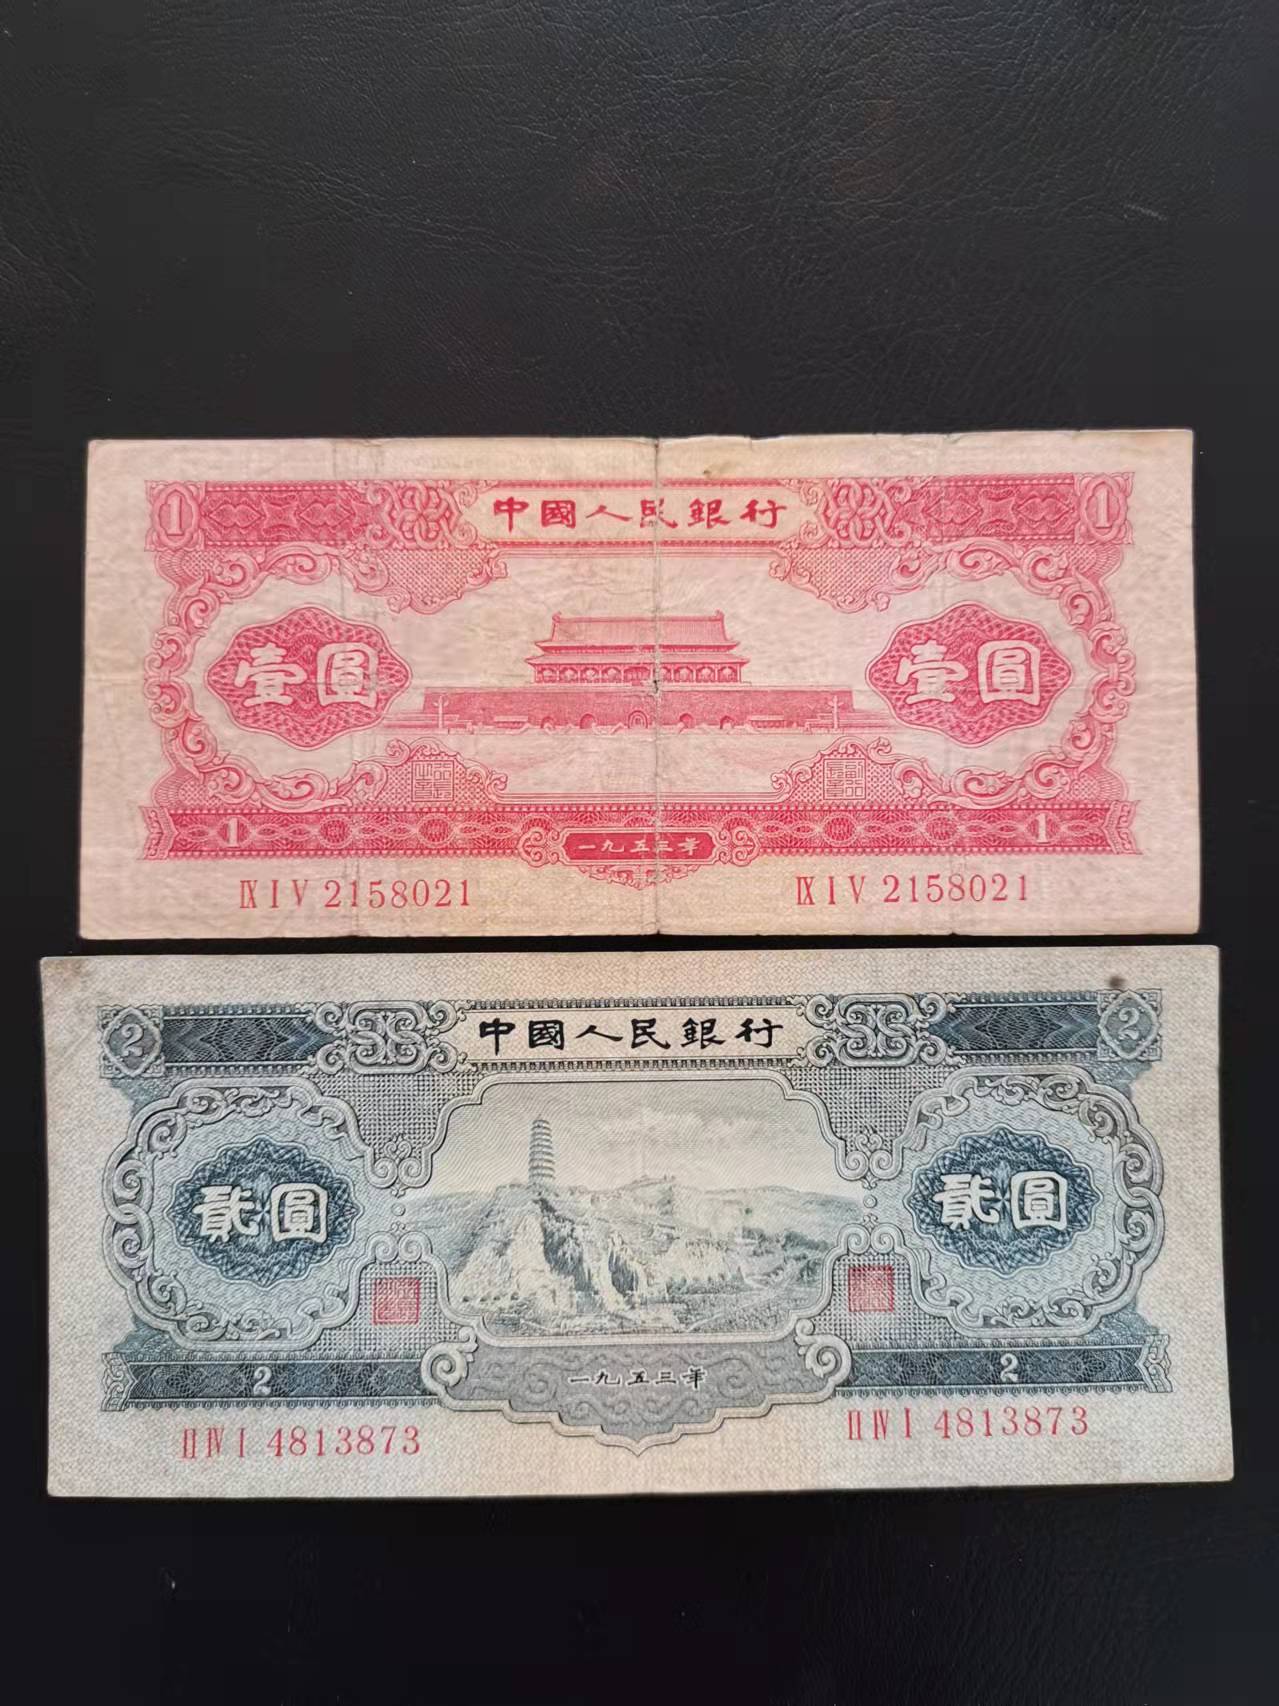 1 中國人民銀行 1
壹圓 壹圓
1 一九五三年 1
Ⅸ Ⅰ Ⅴ 2158021 Ⅸ Ⅰ Ⅴ 2158021
2 中國人民銀行 2
貳圓 貳圓
2 一九五三年 2
Ⅱ Ⅳ Ⅰ 4813873 Ⅱ Ⅳ Ⅰ 4813873